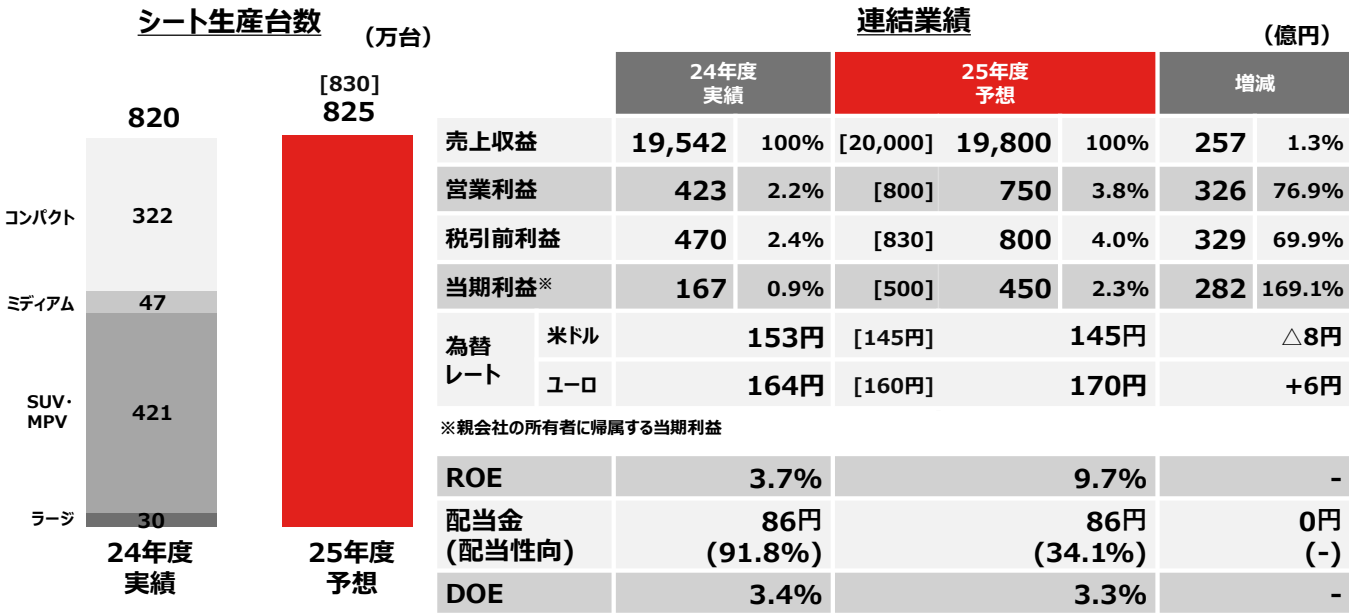 シート生産台数
（万台）
820
[830]
825
コンパクト
322
ミディアム
47
SUV・
MPV
421
ラージ
30
24年度
実績
25年度
予想
連結業績
（億円）
24年度
実績
25年度
予想
増減
売上収益 19,542 100% [20,000] 19,800 100% 257 1.3%
営業利益 423 2.2% [800] 750 3.8% 326 76.9%
税引前利益 470 2.4% [830] 800 4.0% 329 69.9%
当期利益※ 167 0.9% [500] 450 2.3% 282 169.1%
為替
レート
米ドル 153円 [145円] 145円 △8円
ユーロ 164円 [160円] 170円 +6円
※親会社の所有者に帰属する当期利益
ROE 3.7% 9.7% -
配当金 86円 86円 0円
(配当性向) (91.8%) (34.1%) (-)
DOE 3.4% 3.3% -